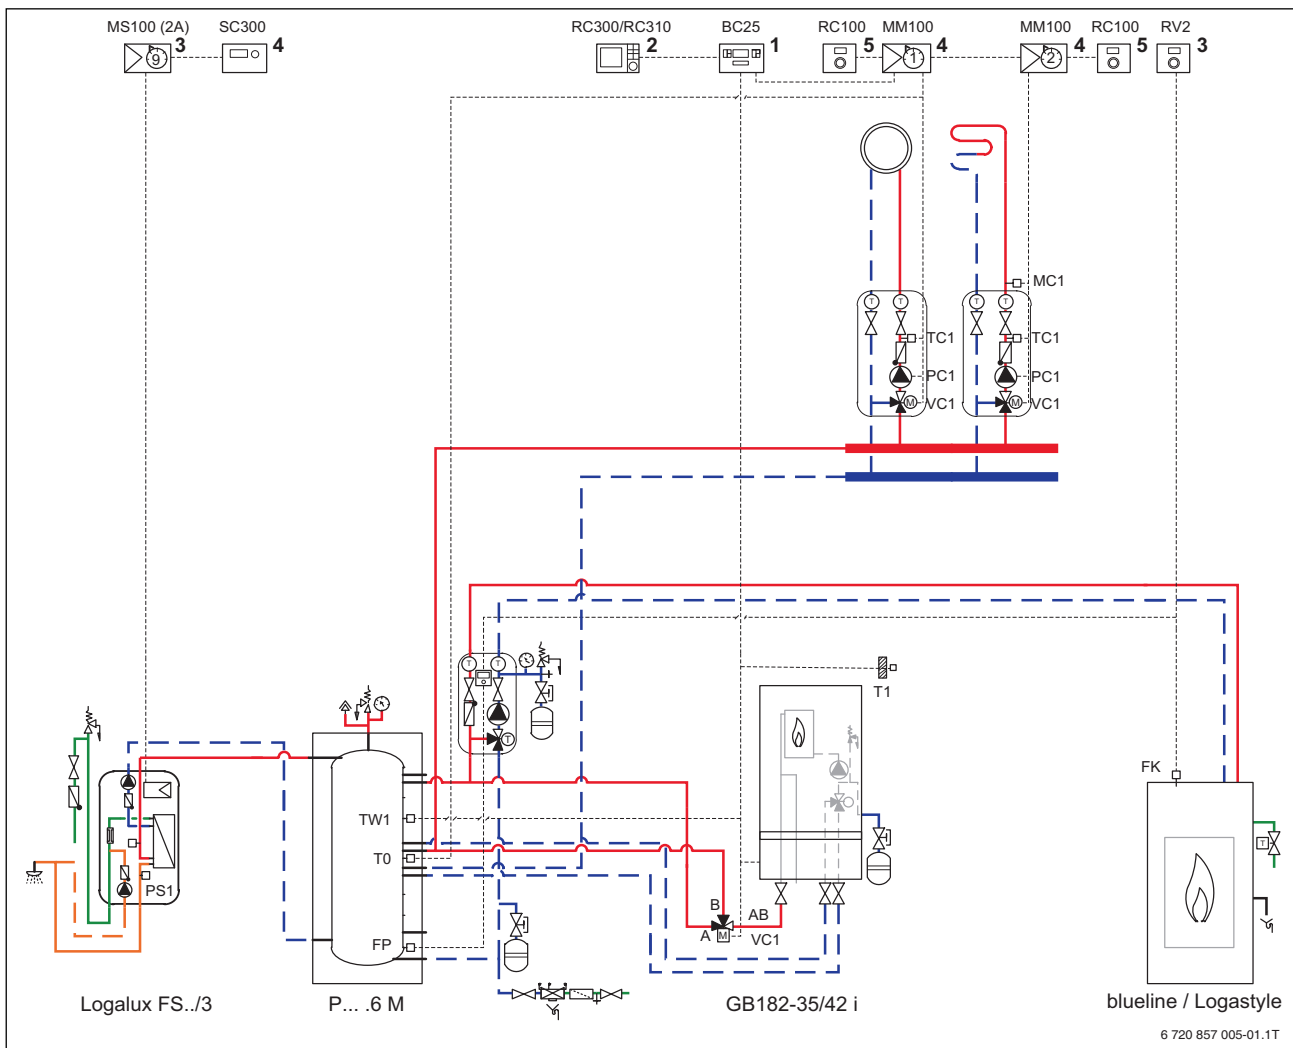 MS100 (2A) SC300 RC300/RC310 BC25 RC100 MM100 MM100 RC100 RV2
3 4 2 1 5 4 4 5 3
9 1 2
MC1
T T T T
TC1 TC1
PC1 PC1
M VC1 M VC1
T T
T1
T
FK
TW1
T0
T
PS1
B
A AB
M VC1
FP
Logalux FS../3 P... .6 M GB182-35/42 i blueline / Logastyle
6 720 857 005-01.1T